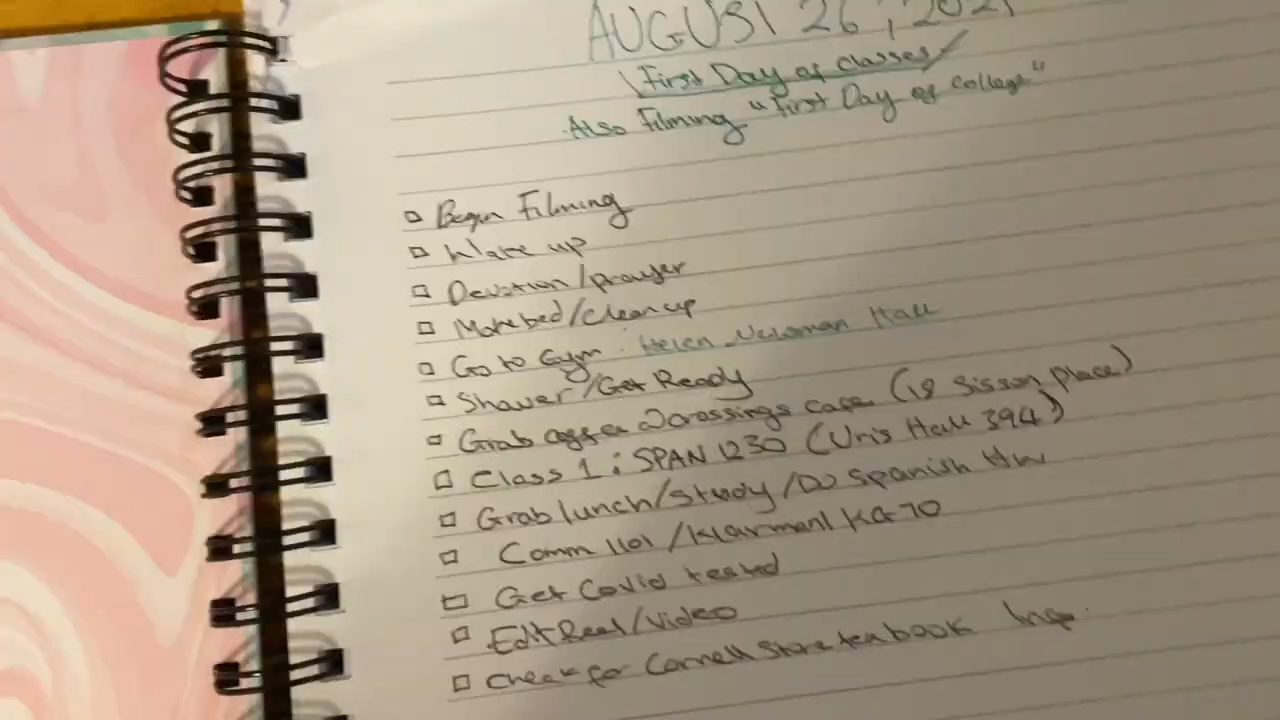 AUGUST 26, 2021
First Day of classes
Also Filming "First Day of College"
Begin Filming
Wake up
Devotion/prayer
Make bed/clean up
Go to Gym: Helen Newman Hall
Shower/Get Ready
Grab coffee @crossings cafe (19 Sisson place)
Class 1: SPAN 1230 (Uris Hall 394)
Grab lunch/study/DO Spanish HW
Comm 1101/Klarman KG70
Get Covid tested
Edit Reel/Video
Check for Cornell Store textbook